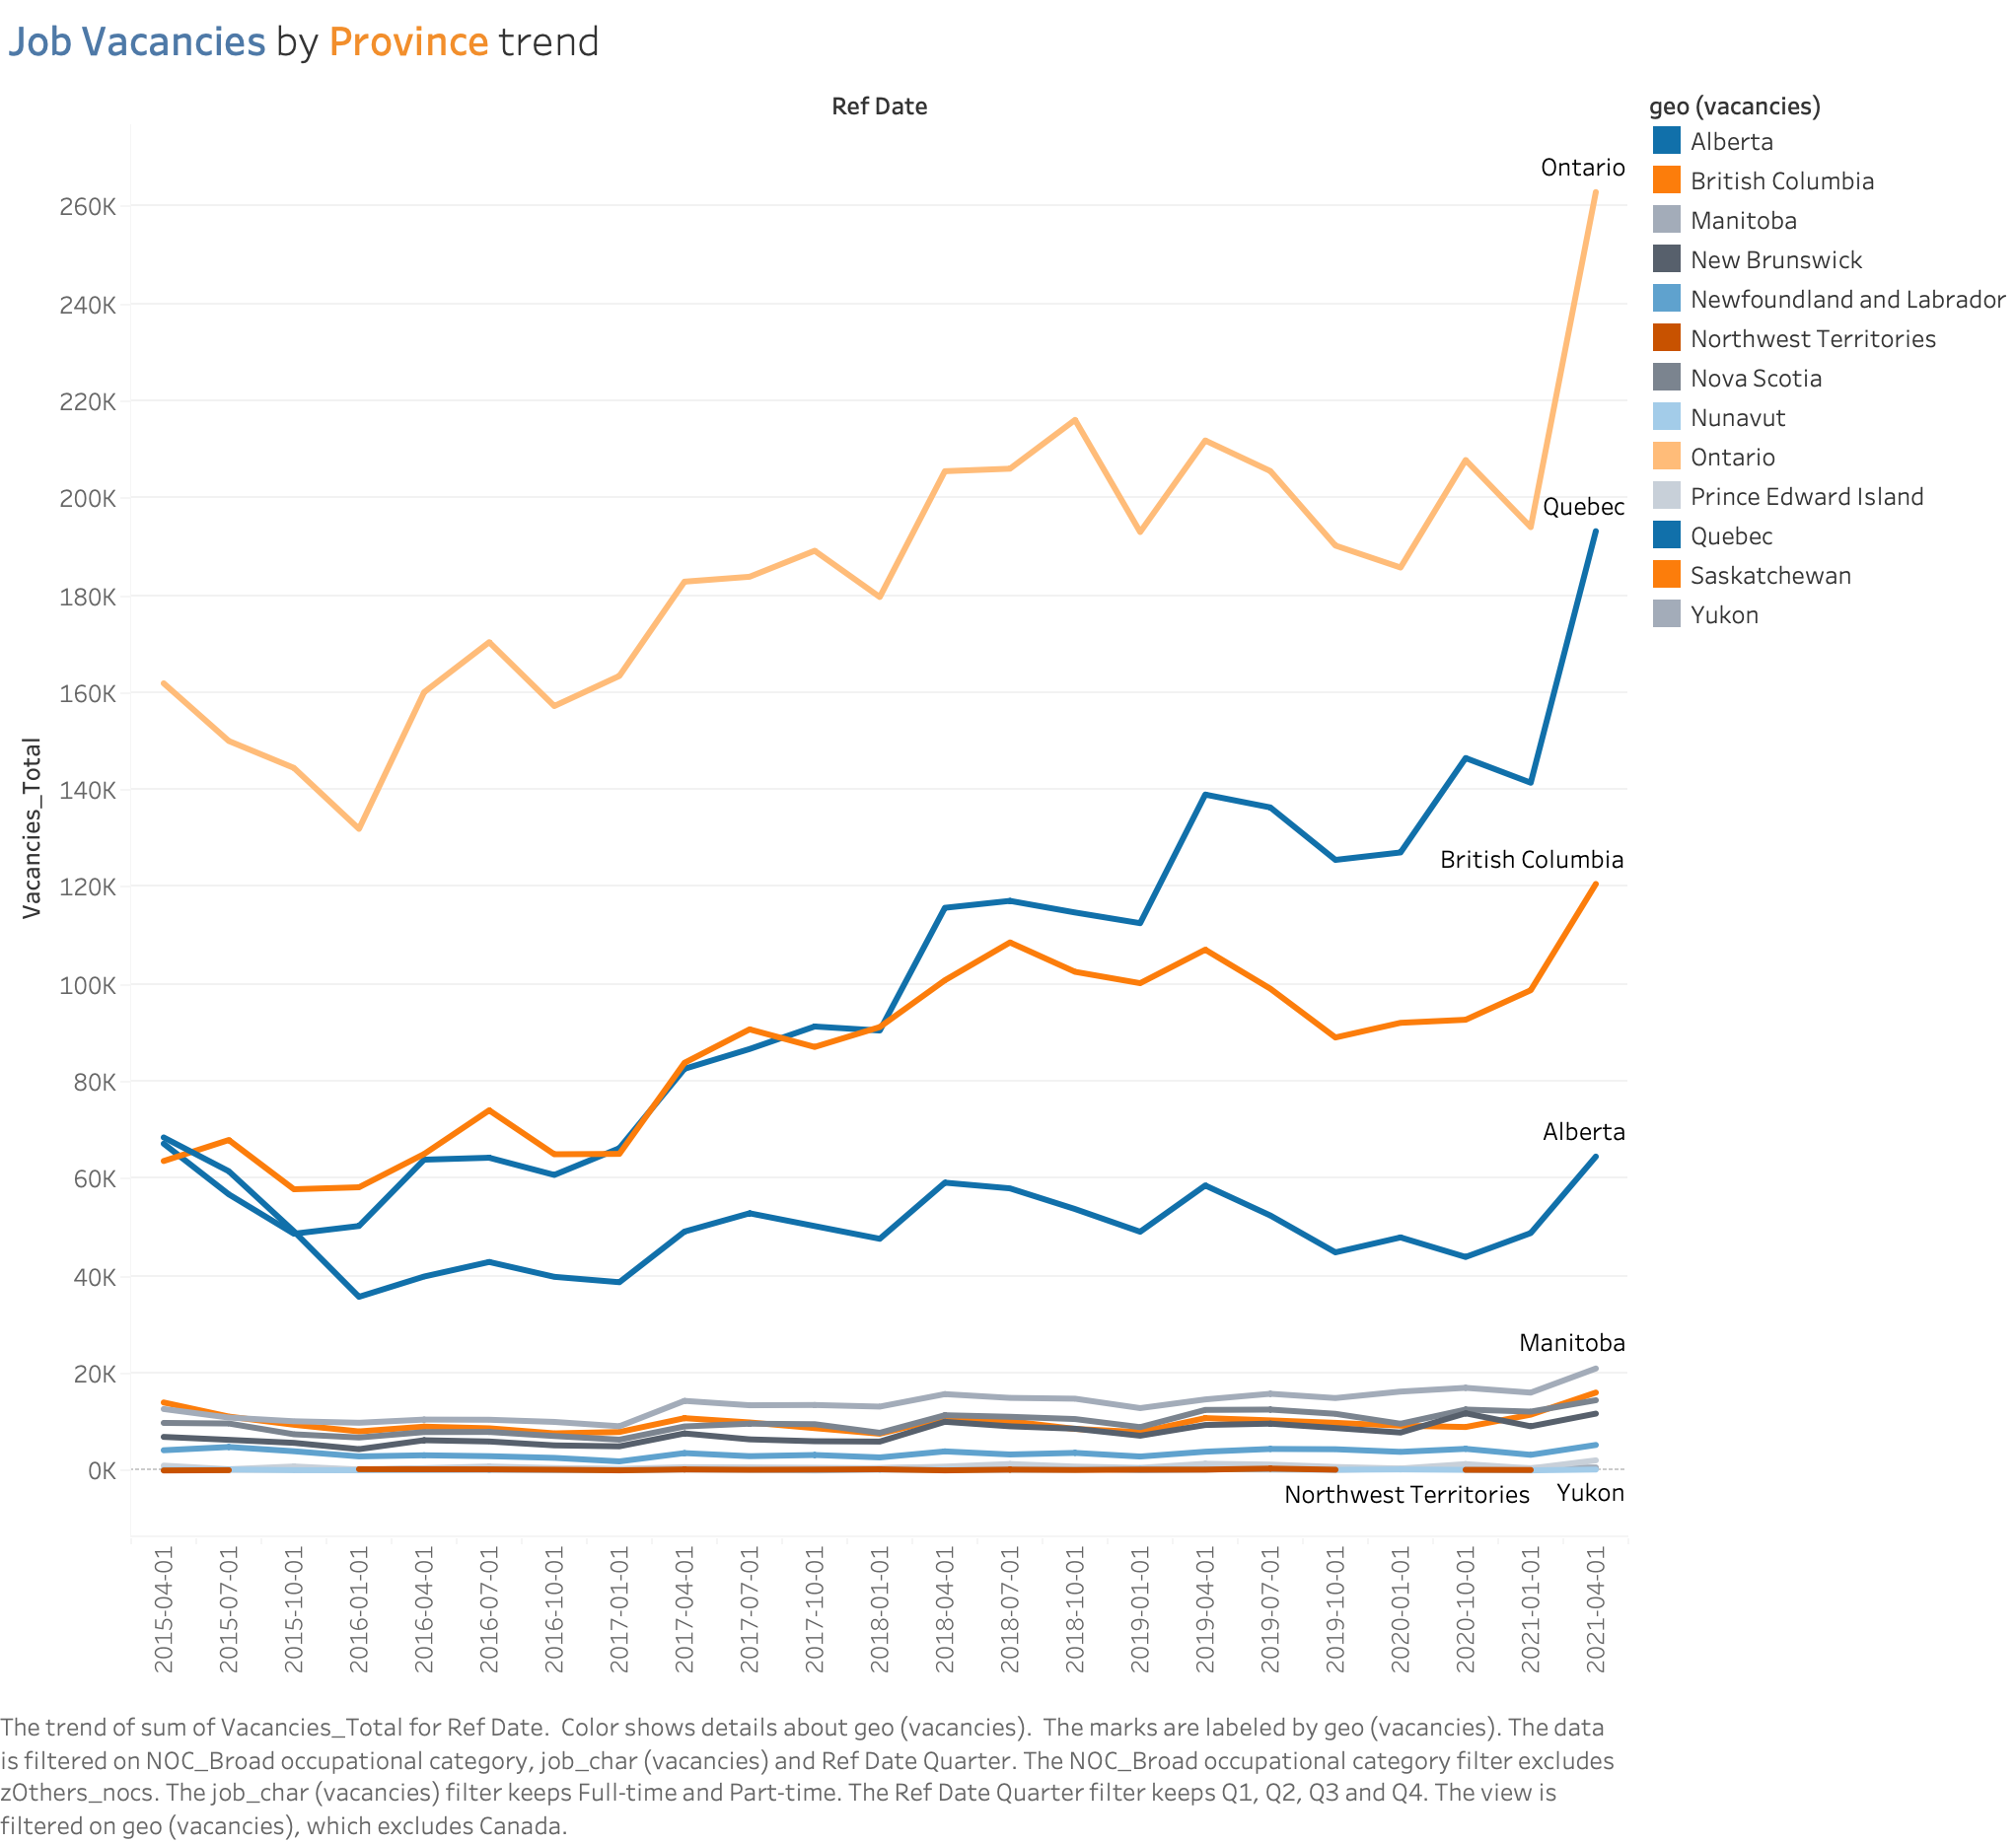 Job Vacancies by Province trend
Ref Date
geo (vacancies)
Alberta
British Columbia
Manitoba
New Brunswick
Newfoundland and Labrador
Northwest Territories
Nova Scotia
Nunavut
Ontario
Prince Edward Island
Quebec
Saskatchewan
Yukon
Vacancies_Total
260K
240K
220K
200K
180K
160K
140K
120K
100K
80K
60K
40K
20K
0K
Ontario
Quebec
British Columbia
Alberta
Manitoba
Northwest Territories
Yukon
2015-04-01
2015-07-01
2015-10-01
2016-01-01
2016-04-01
2016-07-01
2016-10-01
2017-01-01
2017-04-01
2017-07-01
2017-10-01
2018-01-01
2018-04-01
2018-07-01
2018-10-01
2019-01-01
2019-04-01
2019-07-01
2019-10-01
2020-01-01
2020-10-01
2021-01-01
2021-04-01
The trend of sum of Vacancies_Total for Ref Date.  Color shows details about geo (vacancies).  The marks are labeled by geo (vacancies). The data
is filtered on NOC_Broad occupational category, job_char (vacancies) and Ref Date Quarter. The NOC_Broad occupational category filter excludes
zOthers_nocs. The job_char (vacancies) filter keeps Full-time and Part-time. The Ref Date Quarter filter keeps Q1, Q2, Q3 and Q4. The view is
filtered on geo (vacancies), which excludes Canada.